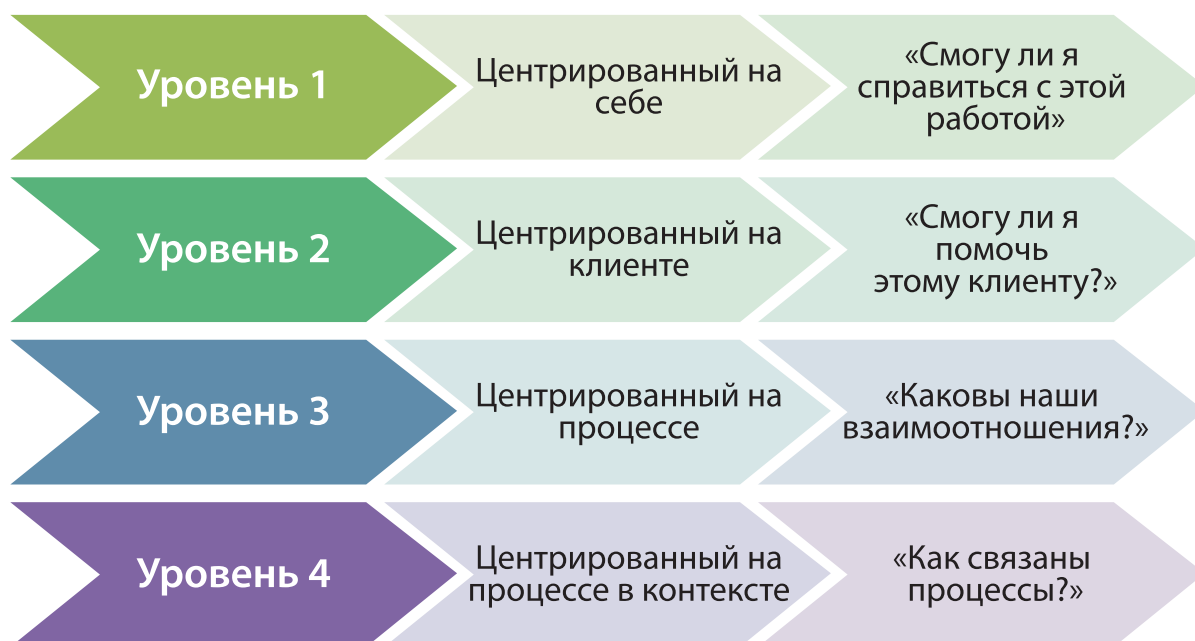 Уровень 1
Центрированный на
себе
«Смогу ли я
справиться с этой
работой»
Уровень 2
Центрированный на
клиенте
«Смогу ли я
помочь
этому клиенту?»
Уровень 3
Центрированный на
процессе
«Каковы наши
взаимоотношения?»
Уровень 4
Центрированный на
процессе в контексте
«Как связаны
процессы?»